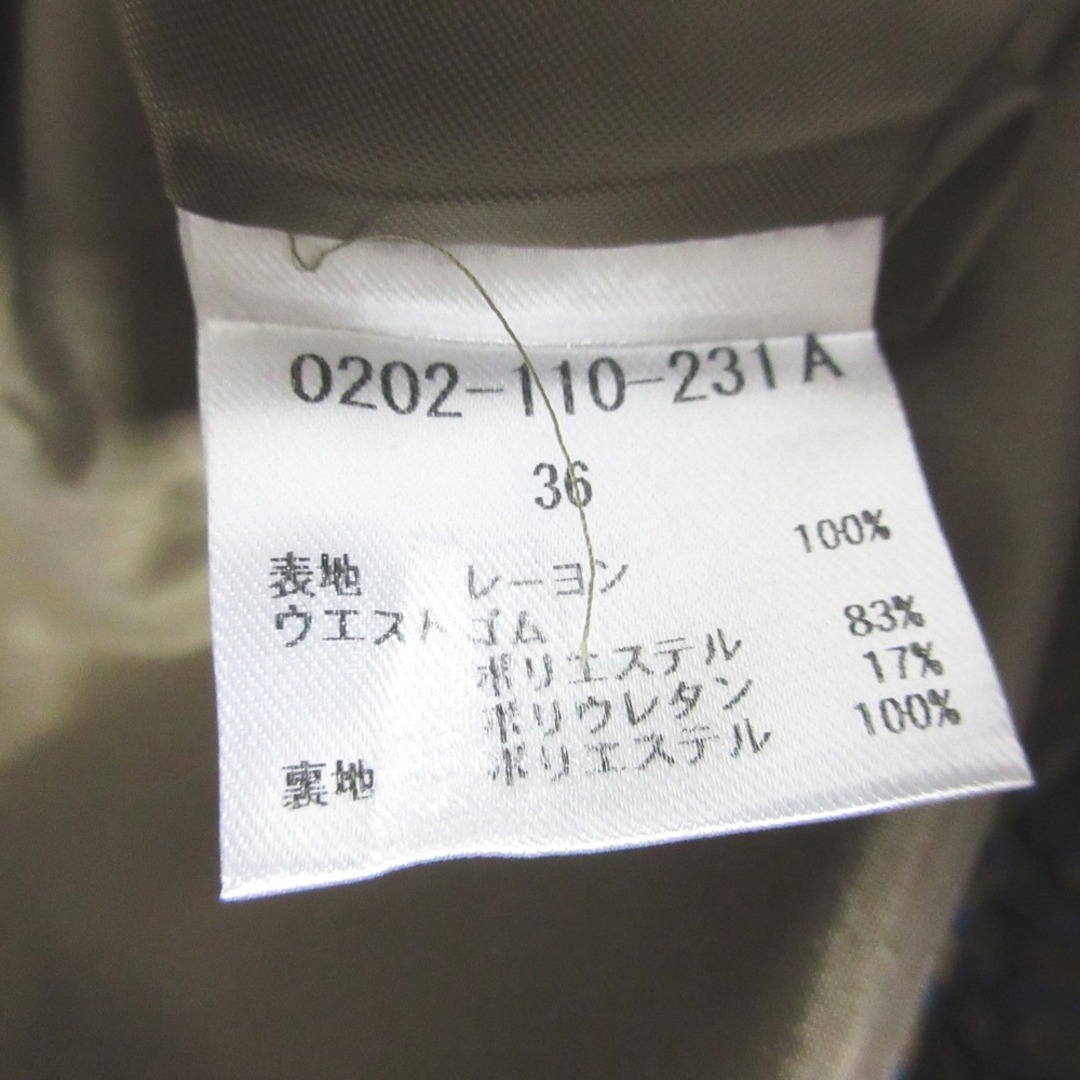 0202-110-231A
36
表地 レーヨン 100%
ウエストゴム
ポリエステル 83%
ポリウレタン 17%
裏地 ポリエステル 100%